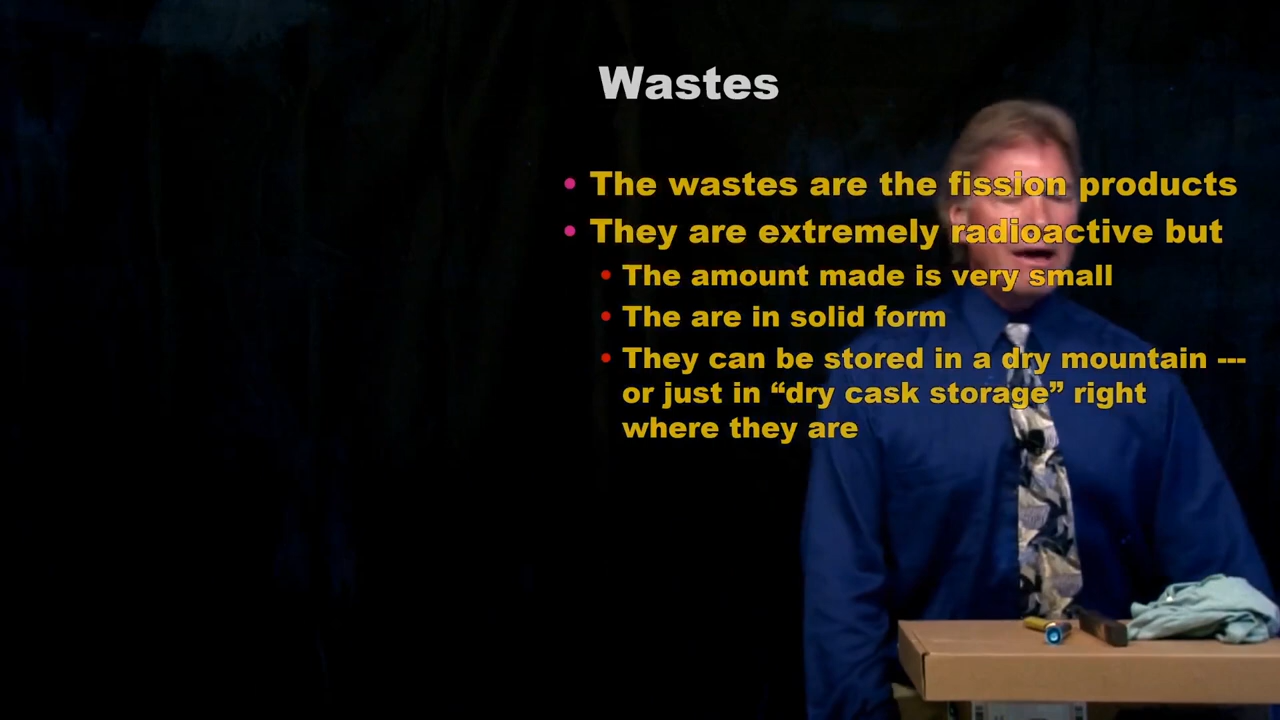 Wastes
• The wastes are the fission products
• They are extremely radioactive but
• The amount made is very small
• The are in solid form
• They can be stored in a dry mountain ---
or just in “dry cask storage” right
where they are